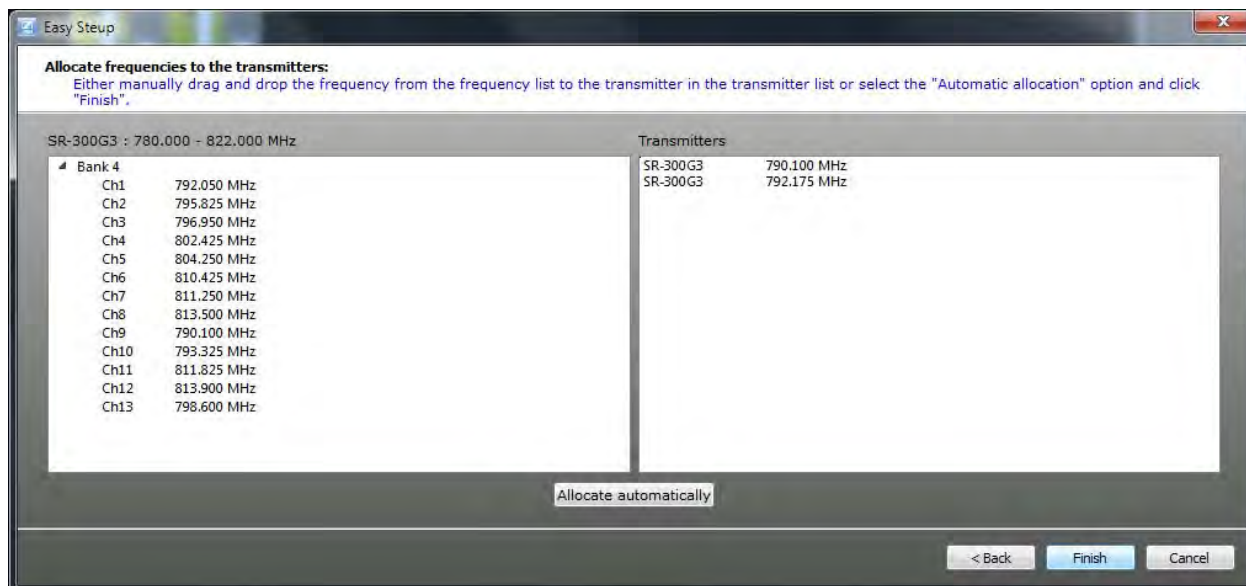 Easy Steup
Allocate frequencies to the transmitters:
Either manually drag and drop the frequency from the frequency list to the transmitter in the transmitter list or select the "Automatic allocation" option and click
"Finish".
SR-300G3 : 780.000 - 822.000 MHz
Transmitters
Bank 4
Ch1 792.050 MHz
Ch2 795.825 MHz
Ch3 796.950 MHz
Ch4 802.425 MHz
Ch5 804.250 MHz
Ch6 810.425 MHz
Ch7 811.250 MHz
Ch8 813.500 MHz
Ch9 790.100 MHz
Ch10 793.325 MHz
Ch11 811.825 MHz
Ch12 813.900 MHz
Ch13 798.600 MHz
SR-300G3 790.100 MHz
SR-300G3 792.175 MHz
Allocate automatically
< Back Finish Cancel